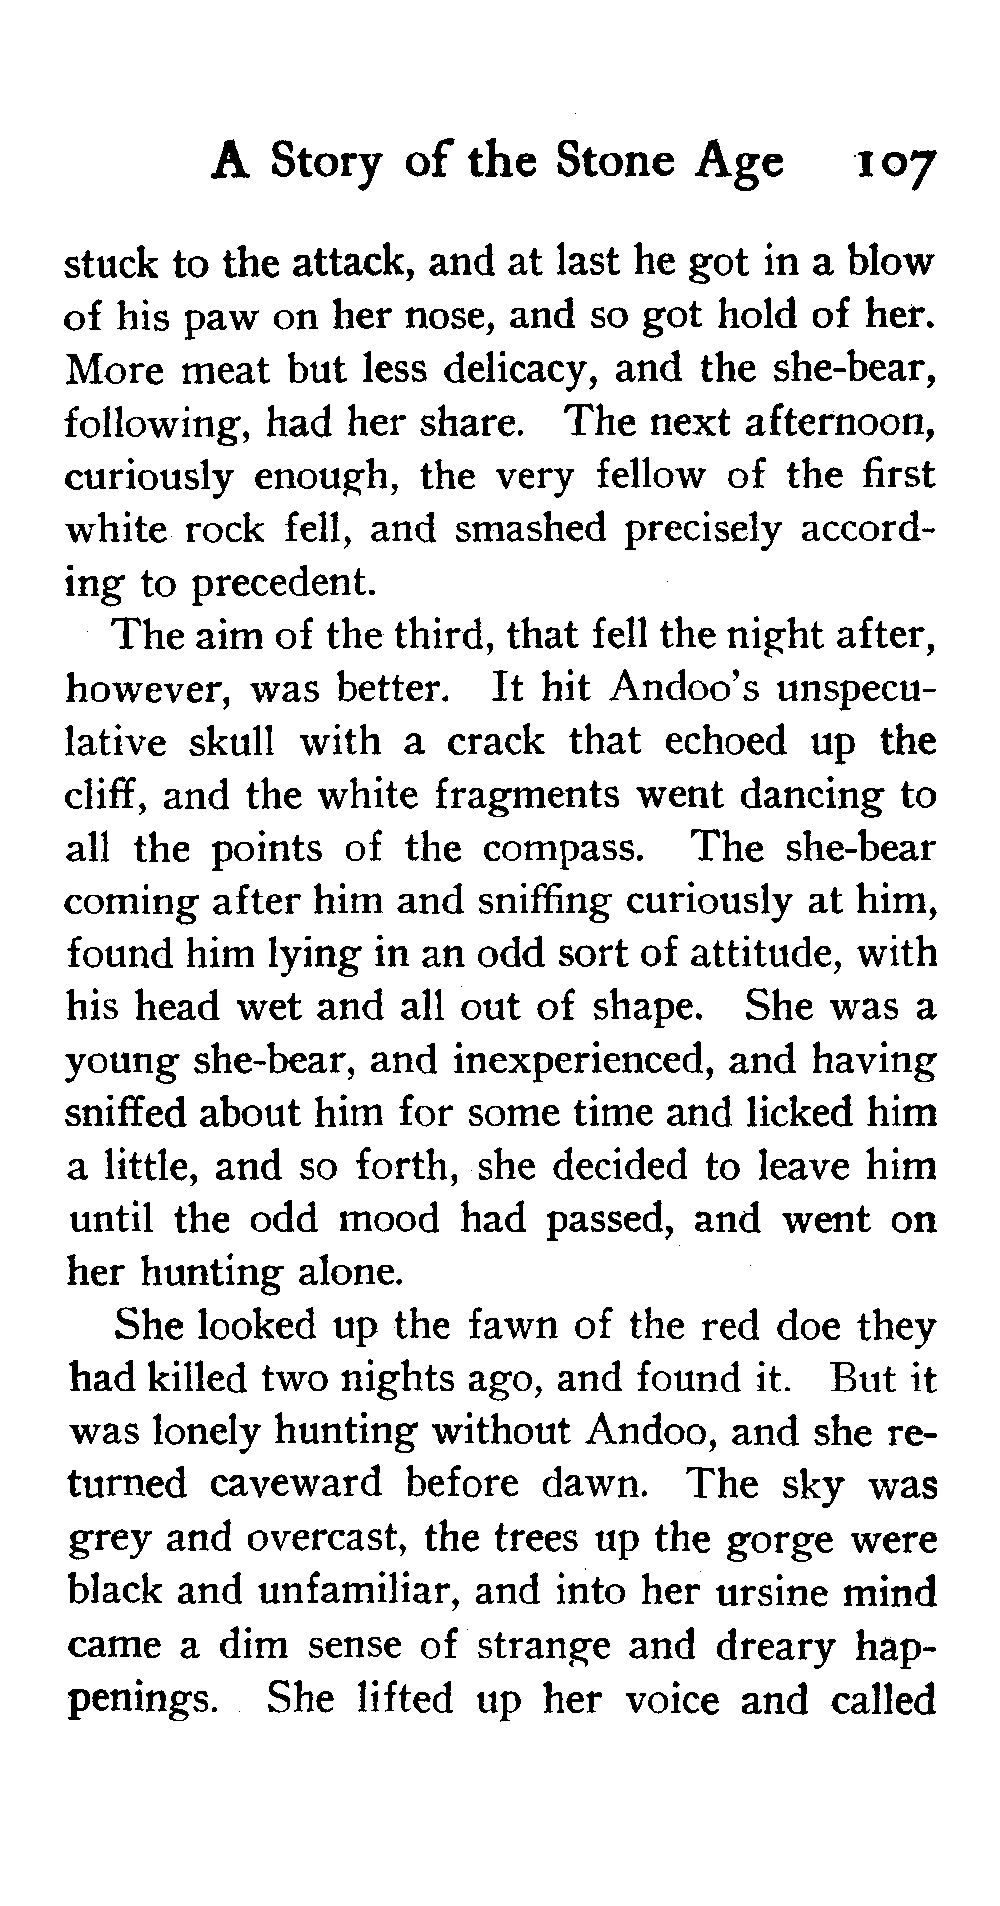 A Story of the Stone Age 107
stuck to the attack, and at last he got in a blow
of his paw on her nose, and so got hold of her.
More meat but less delicacy, and the she-bear,
following, had her share. The next afternoon,
curiously enough, the very fellow of the first
white rock fell, and smashed precisely accord-
ing to precedent.
The aim of the third, that fell the night after,
however, was better. It hit Andoo's unspecu-
lative skull with a crack that echoed up the
cliff, and the white fragments went dancing to
all the points of the compass. The she-bear
coming after him and sniffing curiously at him,
found him lying in an odd sort of attitude, with
his head wet and all out of shape. She was a
young she-bear, and inexperienced, and having
sniffed about him for some time and licked him
a little, and so forth, she decided to leave him
until the odd mood had passed, and went on
her hunting alone.
She looked up the fawn of the red doe they
had killed two nights ago, and found it. But it
was lonely hunting without Andoo, and she re-
turned caveward before dawn. The sky was
grey and overcast, the trees up the gorge were
black and unfamiliar, and into her ursine mind
came a dim sense of strange and dreary hap-
penings. She lifted up her voice and called